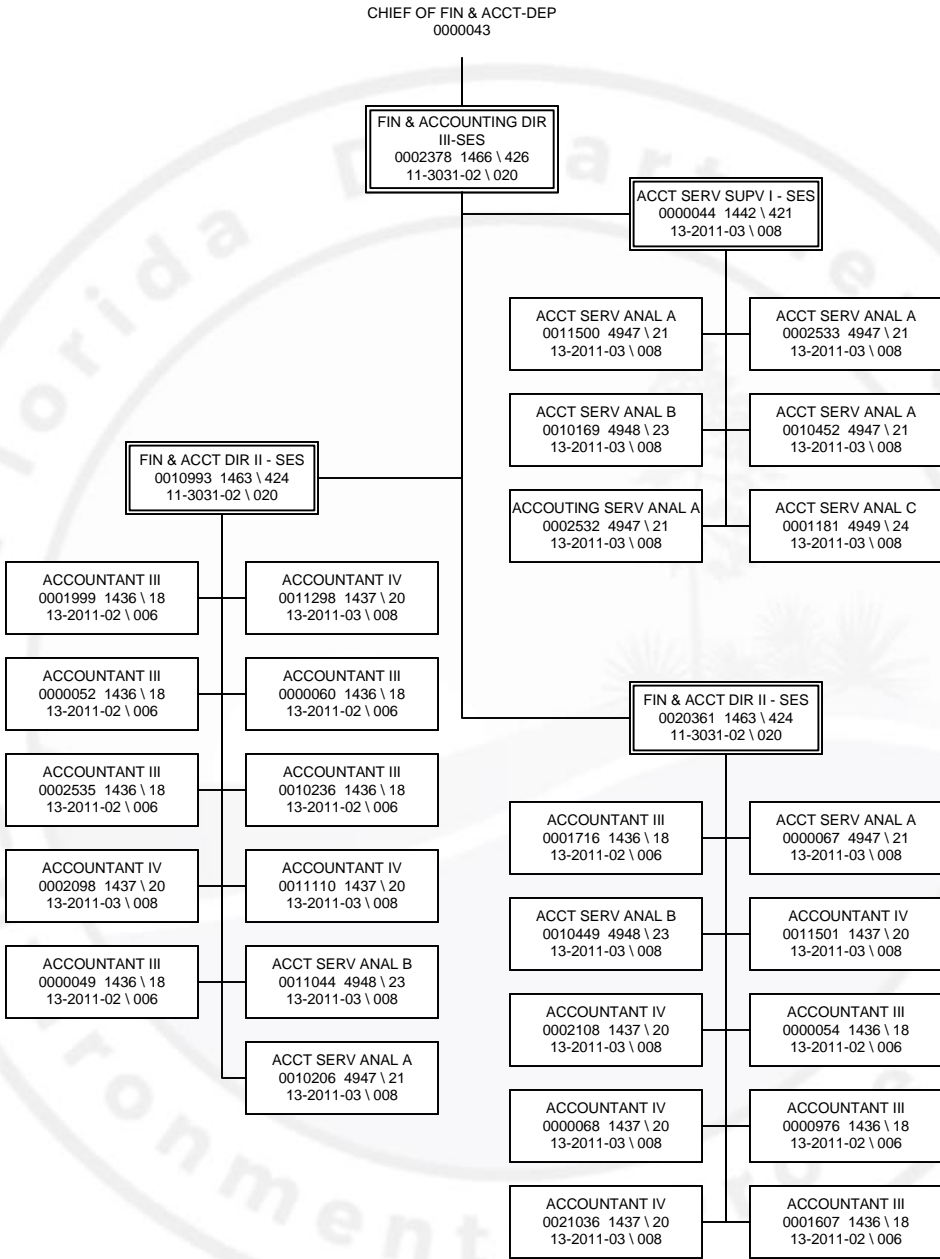 CHIEF OF FIN & ACCT-DEP
0000043
FIN & ACCOUNTING DIR
III-SES
0002378 1466 \ 426
11-3031-02 \ 020
ACCT SERV SUPV I - SES
0000044 1442 \ 421
13-2011-03 \ 008
ACCT SERV ANAL A
0011500 4947 \ 21
13-2011-03 \ 008
ACCT SERV ANAL A
0002533 4947 \ 21
13-2011-03 \ 008
ACCT SERV ANAL B
0010169 4948 \ 23
13-2011-03 \ 008
ACCT SERV ANAL A
0010452 4947 \ 21
13-2011-03 \ 008
ACCOUTING SERV ANAL A
0002532 4947 \ 21
13-2011-03 \ 008
ACCT SERV ANAL C
0001181 4949 \ 24
13-2011-03 \ 008
FIN & ACCT DIR II - SES
0010993 1463 \ 424
11-3031-02 \ 020
ACCOUNTANT III
0001999 1436 \ 18
13-2011-02 \ 006
ACCOUNTANT IV
0011298 1437 \ 20
13-2011-03 \ 008
ACCOUNTANT III
0000052 1436 \ 18
13-2011-02 \ 006
ACCOUNTANT III
0000060 1436 \ 18
13-2011-02 \ 006
ACCOUNTANT III
0002535 1436 \ 18
13-2011-02 \ 006
ACCOUNTANT III
0010236 1436 \ 18
13-2011-02 \ 006
ACCOUNTANT IV
0002098 1437 \ 20
13-2011-03 \ 008
ACCOUNTANT IV
0011110 1437 \ 20
13-2011-03 \ 008
ACCOUNTANT III
0000049 1436 \ 18
13-2011-02 \ 006
ACCT SERV ANAL B
0011044 4948 \ 23
13-2011-03 \ 008
ACCT SERV ANAL A
0010206 4947 \ 21
13-2011-03 \ 008
FIN & ACCT DIR II - SES
0020361 1463 \ 424
11-3031-02 \ 020
ACCOUNTANT III
0001716 1436 \ 18
13-2011-02 \ 006
ACCT SERV ANAL A
0000067 4947 \ 21
13-2011-03 \ 008
ACCT SERV ANAL B
0010449 4948 \ 23
13-2011-03 \ 008
ACCOUNTANT IV
0011501 1437 \ 20
13-2011-03 \ 008
ACCOUNTANT IV
0002108 1437 \ 20
13-2011-03 \ 008
ACCOUNTANT III
0000054 1436 \ 18
13-2011-02 \ 006
ACCOUNTANT IV
0000068 1437 \ 20
13-2011-03 \ 008
ACCOUNTANT III
0000976 1436 \ 18
13-2011-02 \ 006
ACCOUNTANT IV
0021036 1437 \ 20
13-2011-03 \ 008
ACCOUNTANT III
0001607 1436 \ 18
13-2011-02 \ 006